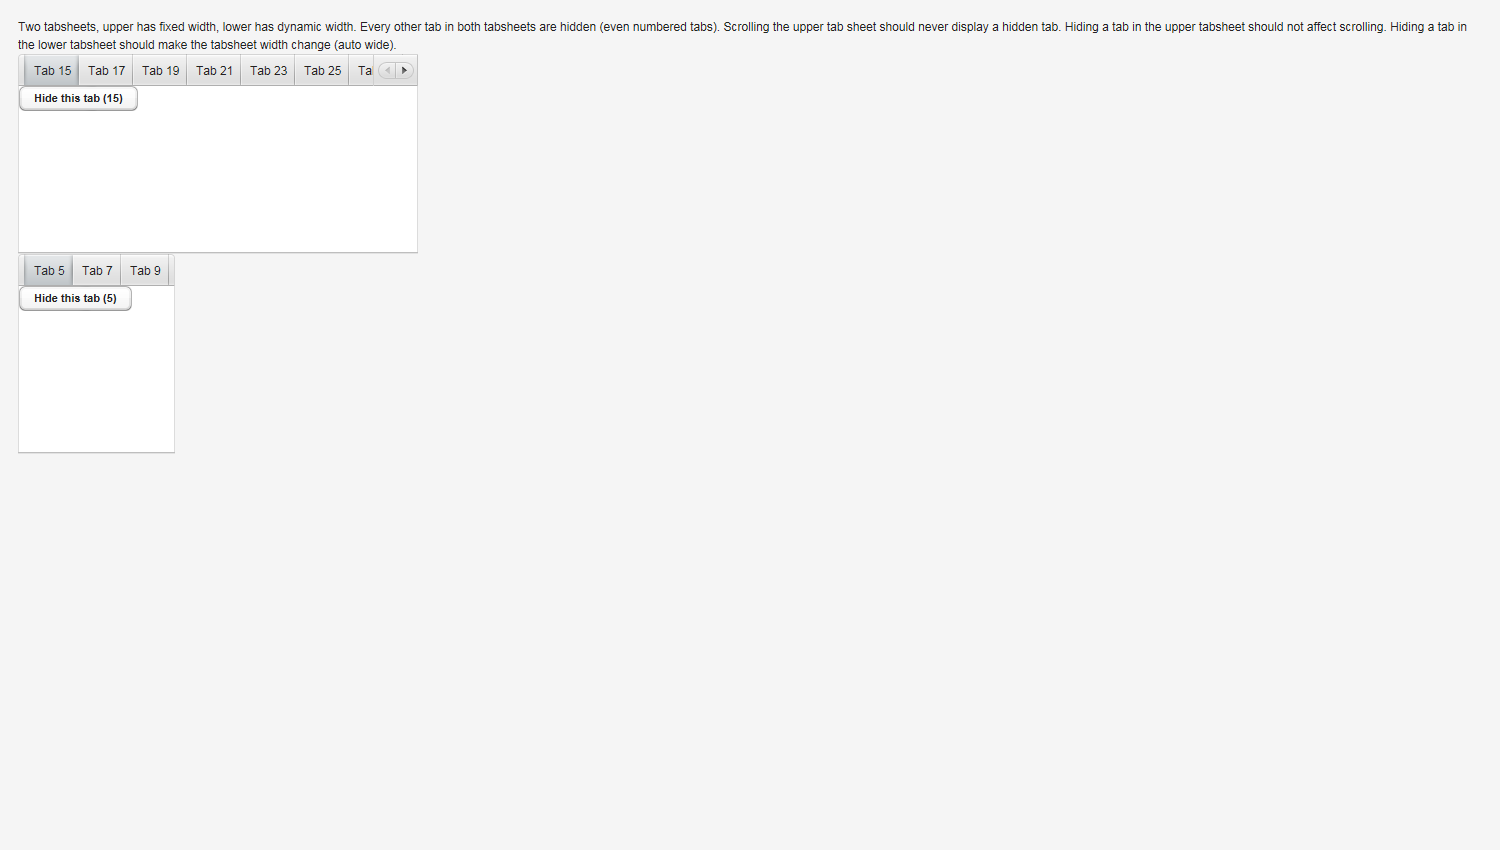 Two tabsheets, upper has fixed width, lower has dynamic width. Every other tab in both tabsheets are hidden (even numbered tabs). Scrolling the upper tab sheet should never display a hidden tab. Hiding a tab in the upper tabsheet should not affect scrolling. Hiding a tab in
the lower tabsheet should make the tabsheet width change (auto wide).
Tab 15 Tab 17 Tab 19 Tab 21 Tab 23 Tab 25 Ta
Hide this tab (15)
Tab 5 Tab 7 Tab 9
Hide this tab (5)